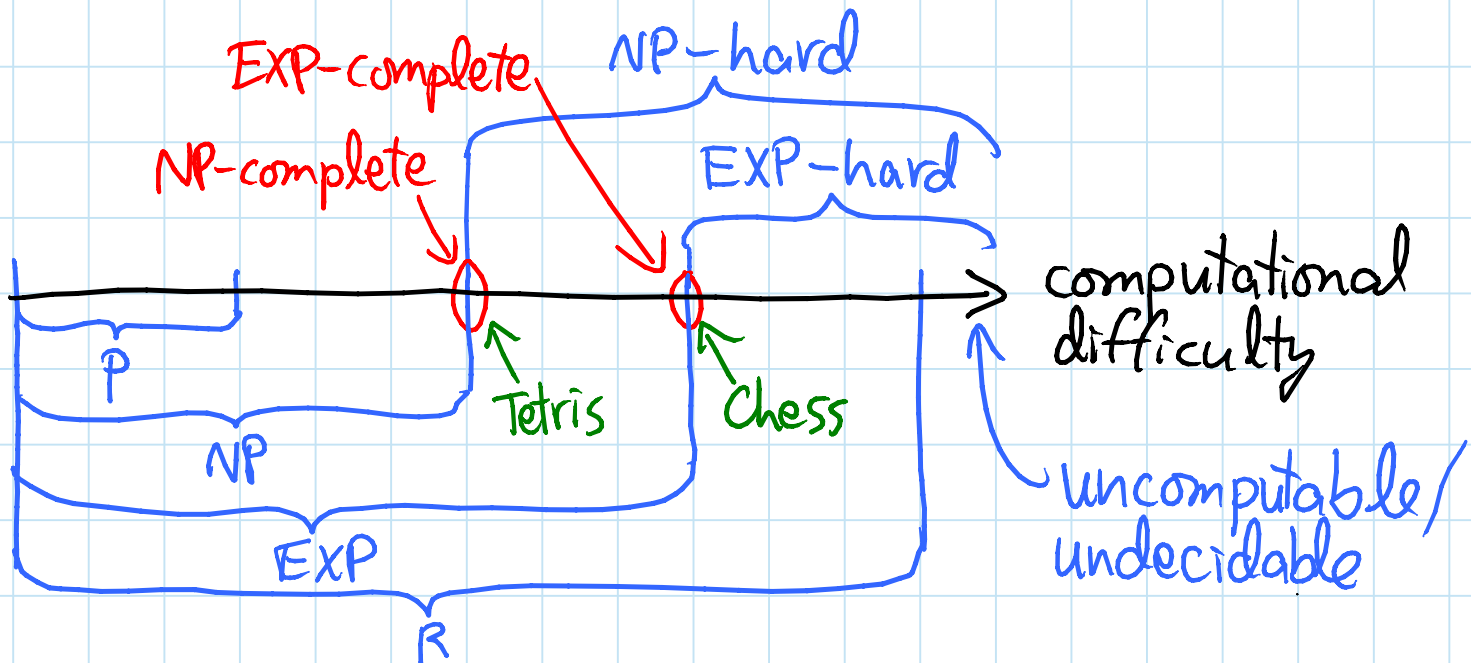 NP-hard
EXP-complete
NP-complete
EXP-hard
computational
difficulty
P
Tetris
Chess
NP
uncomputable/
undecidable
EXP
R